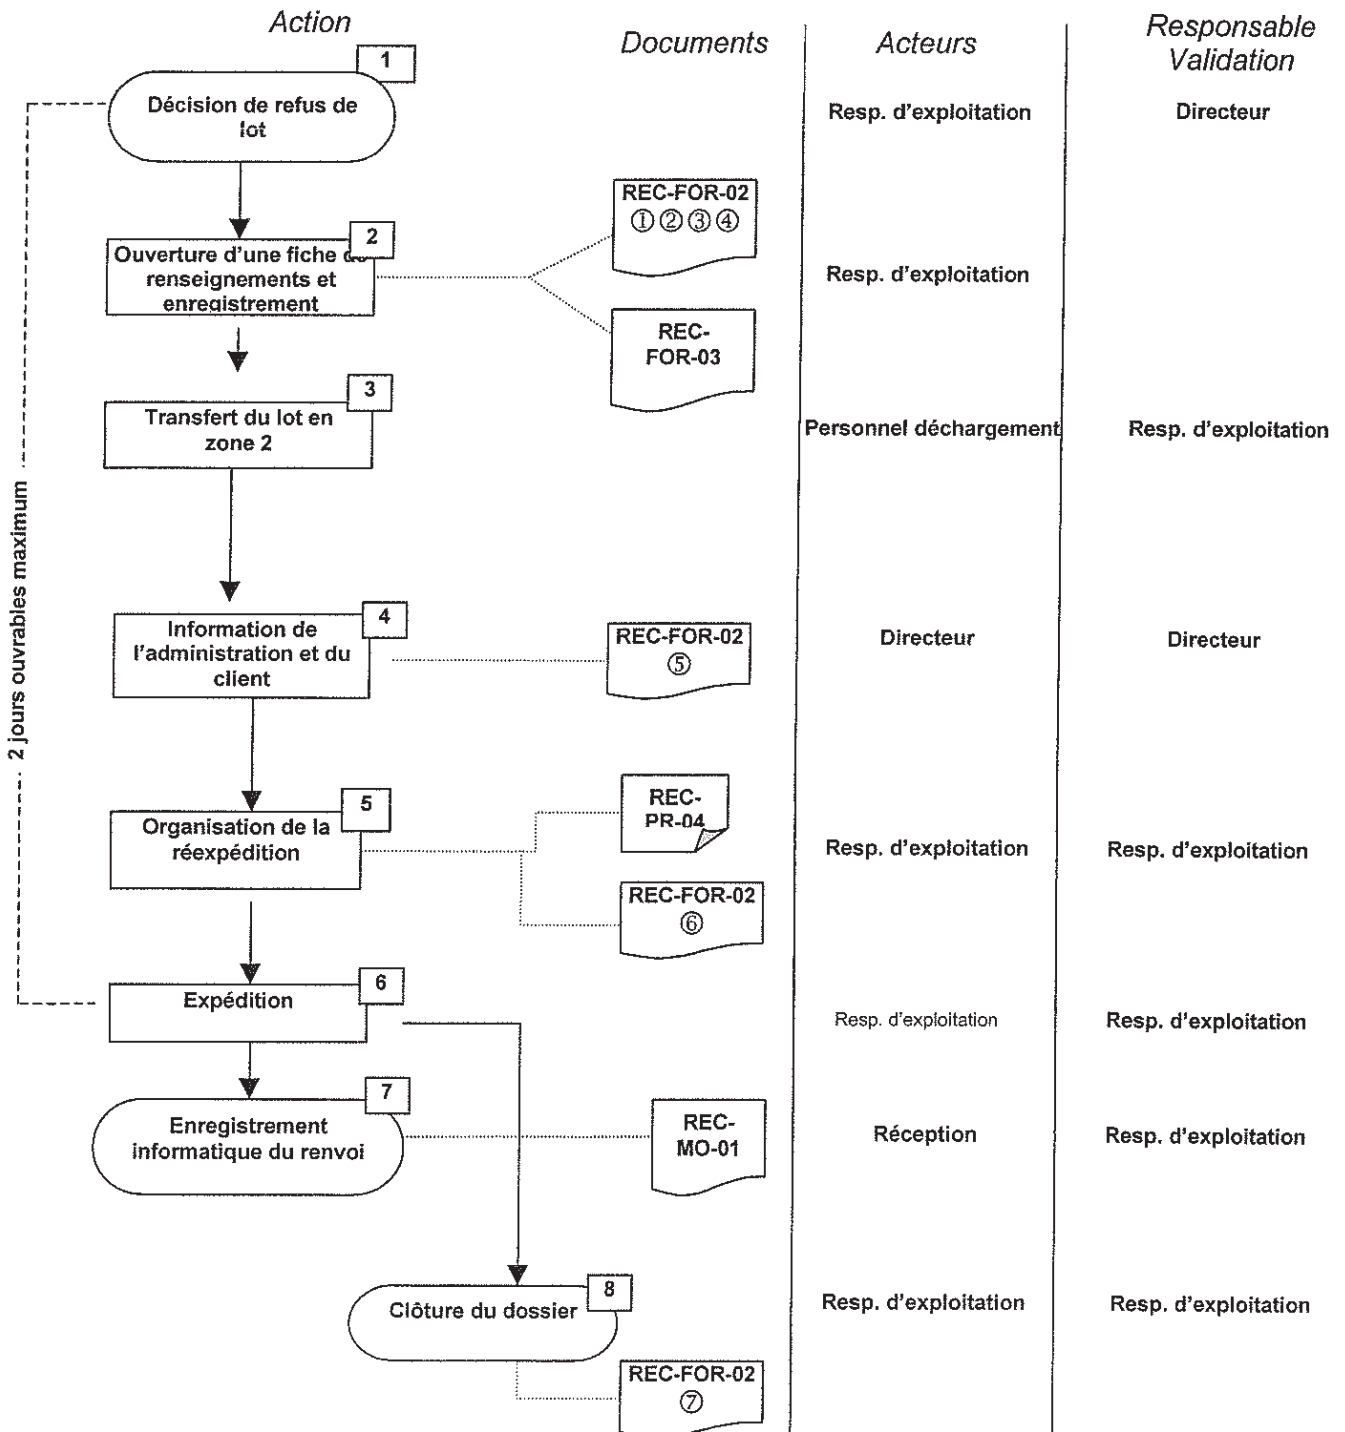 Action
Documents
Acteurs
Responsable
Validation
1
Décision de refus de
lot
Resp. d'exploitation
Directeur
2
Ouverture d'une fiche de
renseignements et
enregistrement
REC-FOR-02
① ② ③ ④
REC-
FOR-03
Resp. d'exploitation
3
Transfert du lot en
zone 2
Personnel déchargement
Resp. d'exploitation
2 jours ouvrables maximum
4
Information de
l'administration et du
client
REC-FOR-02
⑤
Directeur
Directeur
5
Organisation de la
réexpédition
REC-
PR-04
REC-FOR-02
⑥
Resp. d'exploitation
Resp. d'exploitation
6
Expédition
Resp. d'exploitation
Resp. d'exploitation
7
Enregistrement
informatique du renvoi
REC-
MO-01
Réception
Resp. d'exploitation
8
Clôture du dossier
REC-FOR-02
⑦
Resp. d'exploitation
Resp. d'exploitation